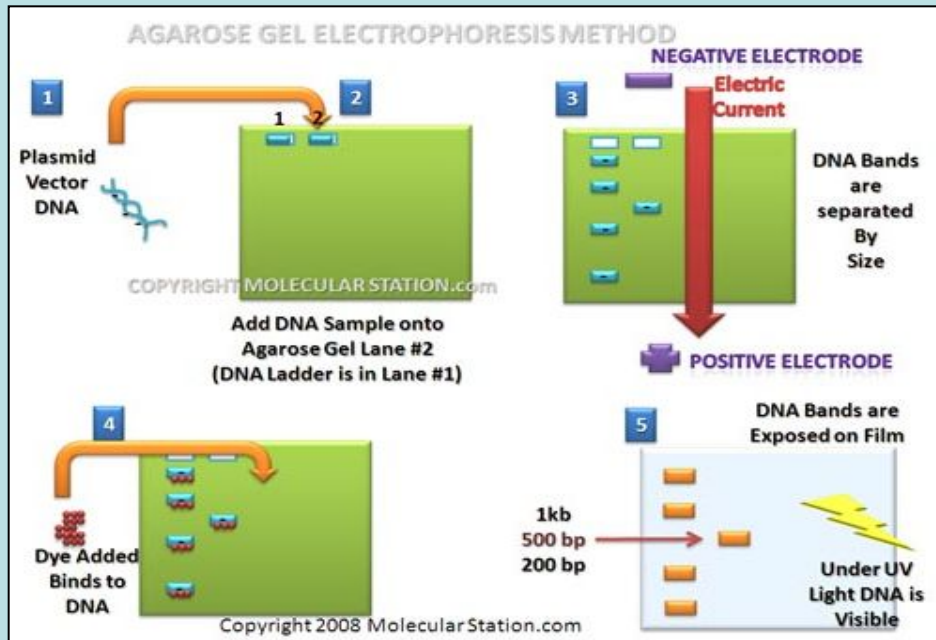 AGAROSE GEL ELECTROPHORESIS METHOD
1
2
1 2
Plasmid
Vector
DNA
COPYRIGHT MOLECULAR STATION.com
Add DNA Sample onto
Agarose Gel Lane #2
(DNA Ladder is in Lane #1)
NEGATIVE ELECTRODE
3
Electric
Current
DNA Bands
are
separated
By
Size
POSITIVE ELECTRODE
4
Dye Added
Binds to
DNA
5
DNA Bands are
Exposed on Film
1kb
500 bp
200 bp
Under UV
Light DNA is
Visible
Copyright 2008 MolecularStation.com